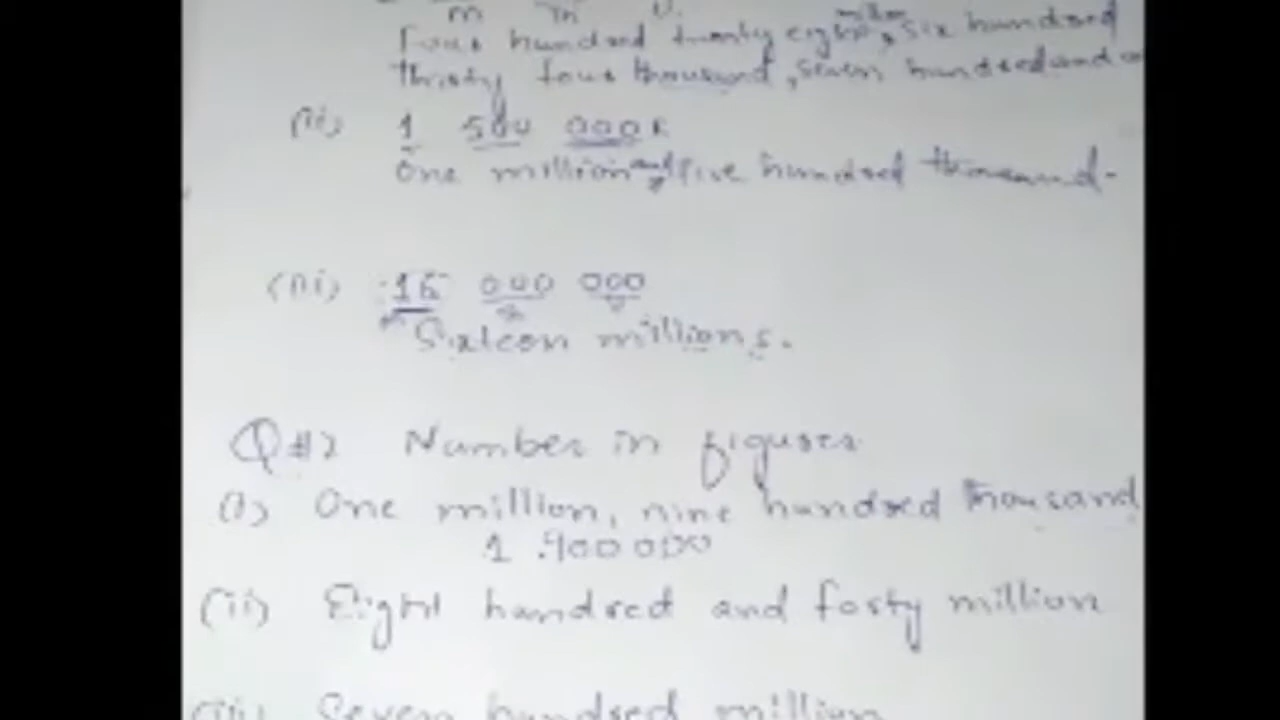 m th U.
Four hundred twenty eight million, six hundred
thirty four thousand, seven hundred and
(ii) 1 500 000
One million and five hundred thousand.
(iii) 16 000 000
Sixteen millions.
Q#2 Number in figures
(i) One million, nine hundred thousand
1 900 000
(ii) Eight hundred and forty million
(iii) Seven hundred million